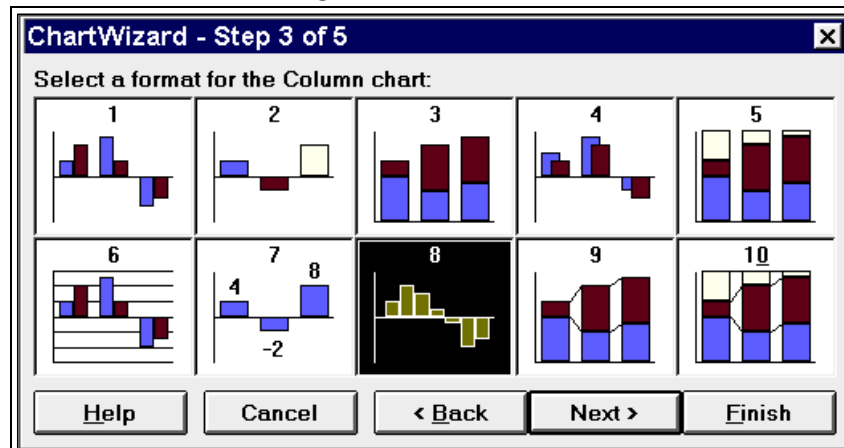 ChartWizard - Step 3 of 5
Select a format for the Column chart:
1 2 3 4 5
6 7 8 9 10
4 8
-2
Help Cancel < Back Next > Finish